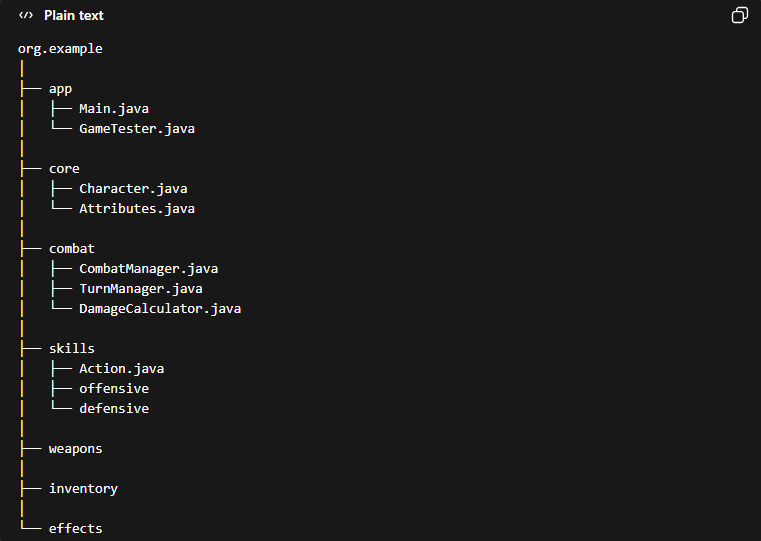 Plain text
org.example
│
├── app
│   ├── Main.java
│   └── GameTester.java
│
├── core
│   ├── Character.java
│   └── Attributes.java
│
├── combat
│   ├── CombatManager.java
│   ├── TurnManager.java
│   └── DamageCalculator.java
│
├── skills
│   ├── Action.java
│   ├── offensive
│   └── defensive
│
├── weapons
│
├── inventory
│
└── effects